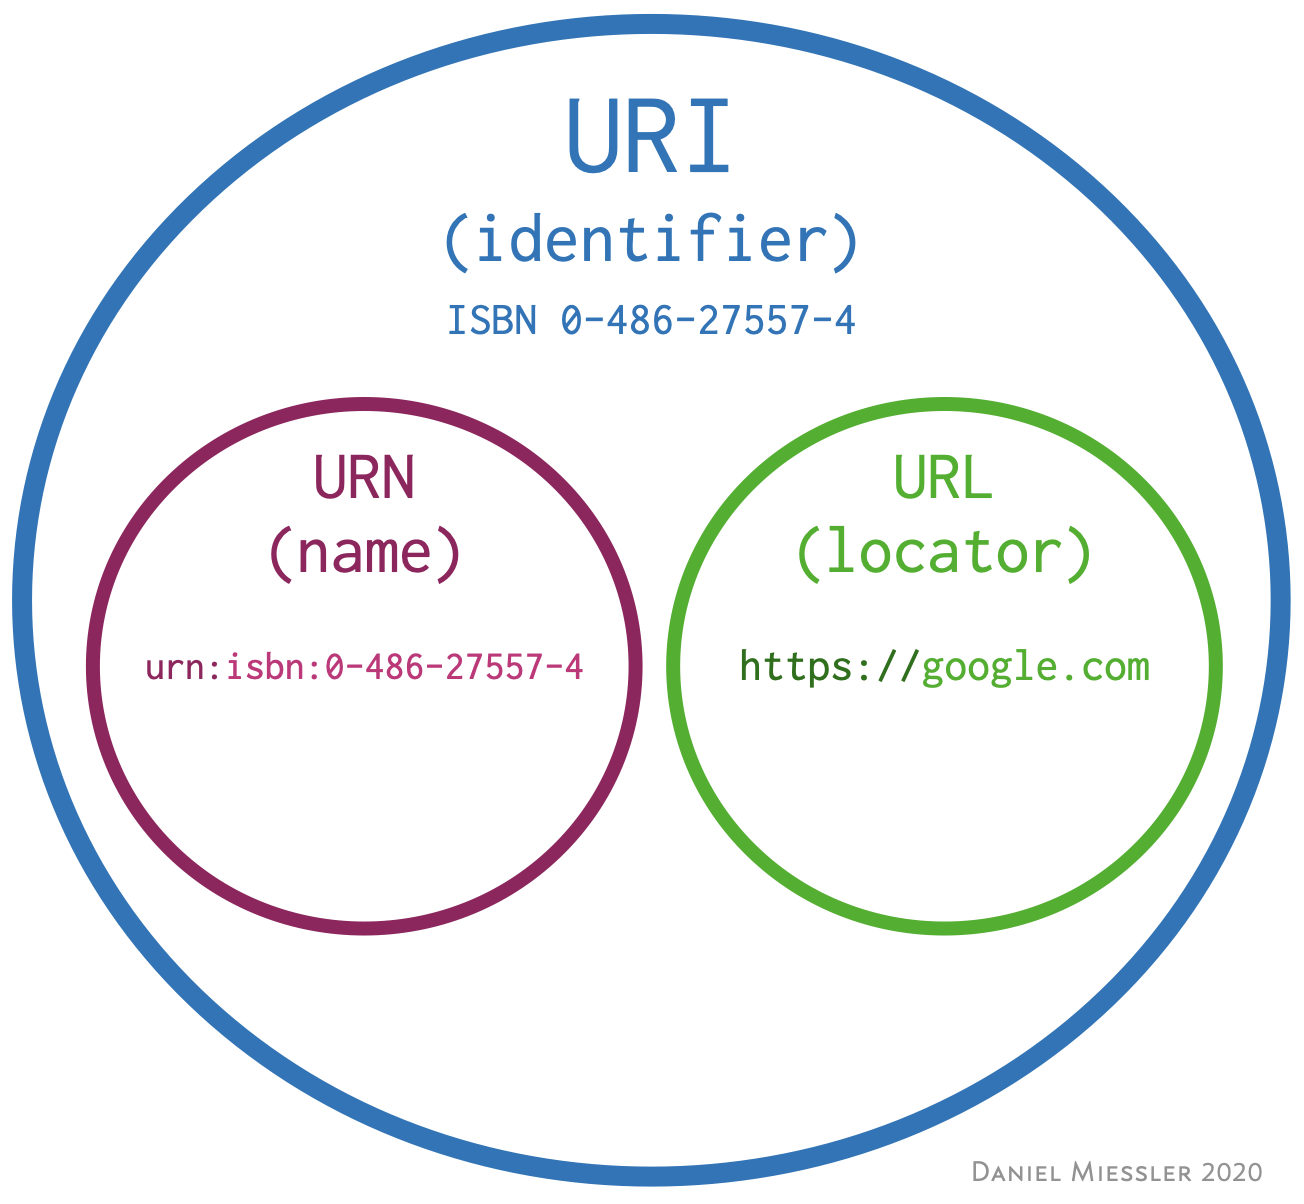 URI
(identifier)
ISBN 0-486-27557-4
URN
(name)
urn:isbn:0-486-27557-4
URL
(locator)
https://google.com
DANIEL MIESSLER 2020